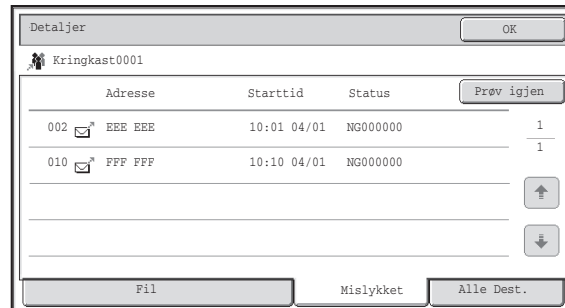 Detaljer OK
Kringkast0001
Adresse Starttid Status Prøv igjen
002 EEE EEE 10:01 04/01 NG000000 1
1
010 FFF FFF 10:10 04/01 NG000000
Fil Mislykket Alle Dest.